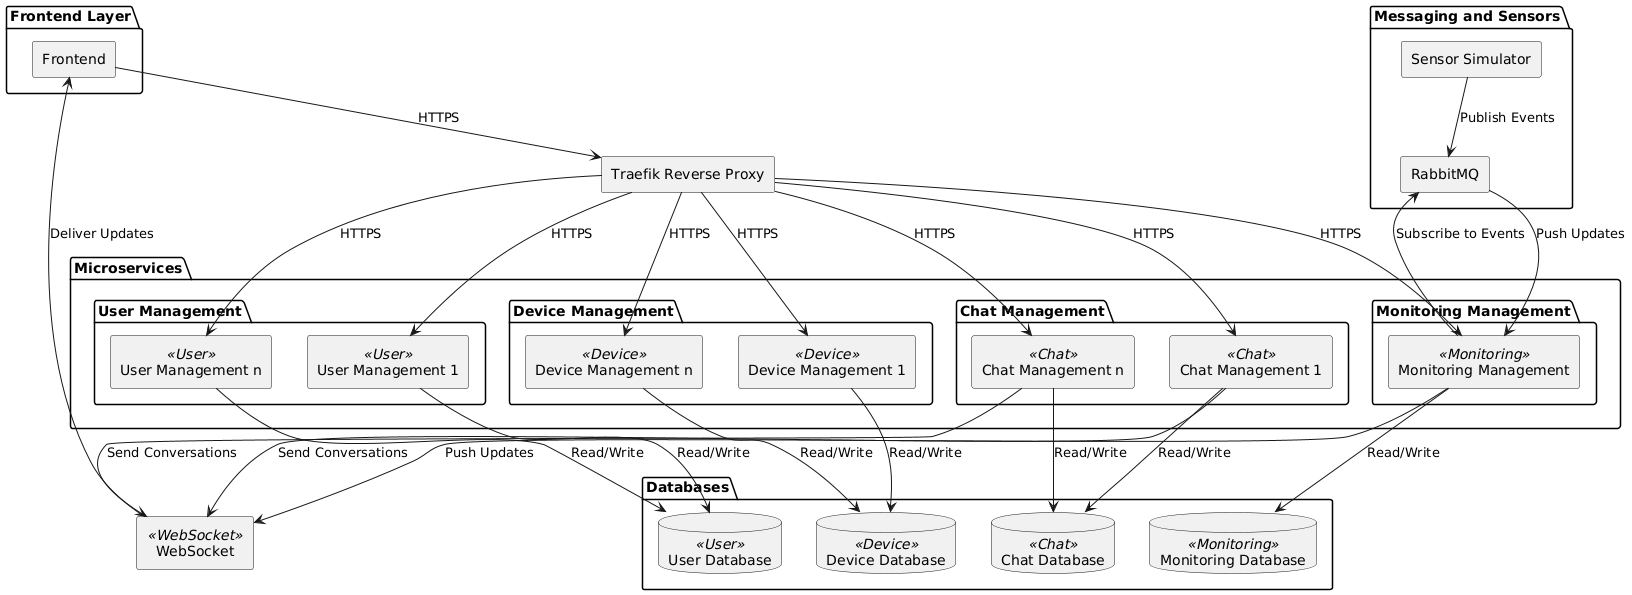 Frontend Layer
Messaging and Sensors
Frontend
Sensor Simulator
HTTPS
Publish Events
Traefik Reverse Proxy
RabbitMQ
Deliver Updates
HTTPS
HTTPS
HTTPS
HTTPS
HTTPS
HTTPS
HTTPS
Subscribe to Events
Push Updates
Microservices
User Management
Device Management
Chat Management
Monitoring Management
«User»
User Management n
«User»
User Management 1
«Device»
Device Management n
«Device»
Device Management 1
«Chat»
Chat Management n
«Chat»
Chat Management 1
«Monitoring»
Monitoring Management
Send Conversations
Send Conversations
Push Updates
Read/Write
Read/Write
Read/Write
Read/Write
Read/Write
Read/Write
Read/Write
Databases
«WebSocket»
WebSocket
«User»
User Database
«Device»
Device Database
«Chat»
Chat Database
«Monitoring»
Monitoring Database